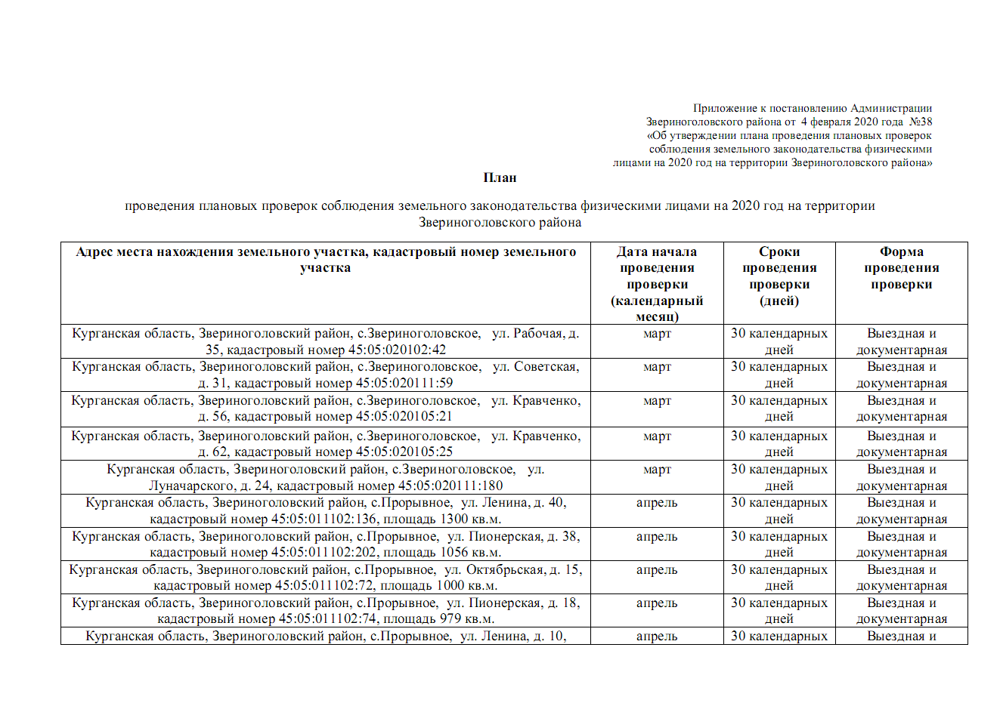 Приложение к постановлению Администрации
Звериноголовского района от 4 февраля 2020 года №38
«Об утверждении плана проведения плановых проверок
соблюдения земельного законодательства физическими
лицами на 2020 год на территории Звериноголовского района»
План
проведения плановых проверок соблюдения земельного законодательства физическими лицами на 2020 год на территории
Звериноголовского района
Адрес места нахождения земельного участка, кадастровый номер земельного
участка
Дата начала
проведения
проверки
(календарный
месяц)
Сроки
проведения
проверки
(дней)
Форма
проведения
проверки
Курганская область, Звериноголовский район, с.Звериноголовское, ул. Рабочая, д.
35, кадастровый номер 45:05:020102:42
март
30 календарных
дней
Выездная и
документарная
Курганская область, Звериноголовский район, с.Звериноголовское, ул. Советская,
д. 31, кадастровый номер 45:05:020111:59
март
30 календарных
дней
Выездная и
документарная
Курганская область, Звериноголовский район, с.Звериноголовское, ул. Кравченко,
д. 56, кадастровый номер 45:05:020105:21
март
30 календарных
дней
Выездная и
документарная
Курганская область, Звериноголовский район, с.Звериноголовское, ул. Кравченко,
д. 62, кадастровый номер 45:05:020105:25
март
30 календарных
дней
Выездная и
документарная
Курганская область, Звериноголовский район, с.Звериноголовское, ул.
Луначарского, д. 24, кадастровый номер 45:05:020111:180
март
30 календарных
дней
Выездная и
документарная
Курганская область, Звериноголовский район, с.Прорывное, ул. Ленина, д. 40,
кадастровый номер 45:05:011102:136, площадь 1300 кв.м.
апрель
30 календарных
дней
Выездная и
документарная
Курганская область, Звериноголовский район, с.Прорывное, ул. Пионерская, д. 38,
кадастровый номер 45:05:011102:202, площадь 1056 кв.м.
апрель
30 календарных
дней
Выездная и
документарная
Курганская область, Звериноголовский район, с.Прорывное, ул. Октябрьская, д. 15,
кадастровый номер 45:05:011102:72, площадь 1000 кв.м.
апрель
30 календарных
дней
Выездная и
документарная
Курганская область, Звериноголовский район, с.Прорывное, ул. Пионерская, д. 18,
кадастровый номер 45:05:011102:74, площадь 979 кв.м.
апрель
30 календарных
дней
Выездная и
документарная
Курганская область, Звериноголовский район, с.Прорывное, ул. Ленина, д. 10,
апрель
30 календарных
Выездная и